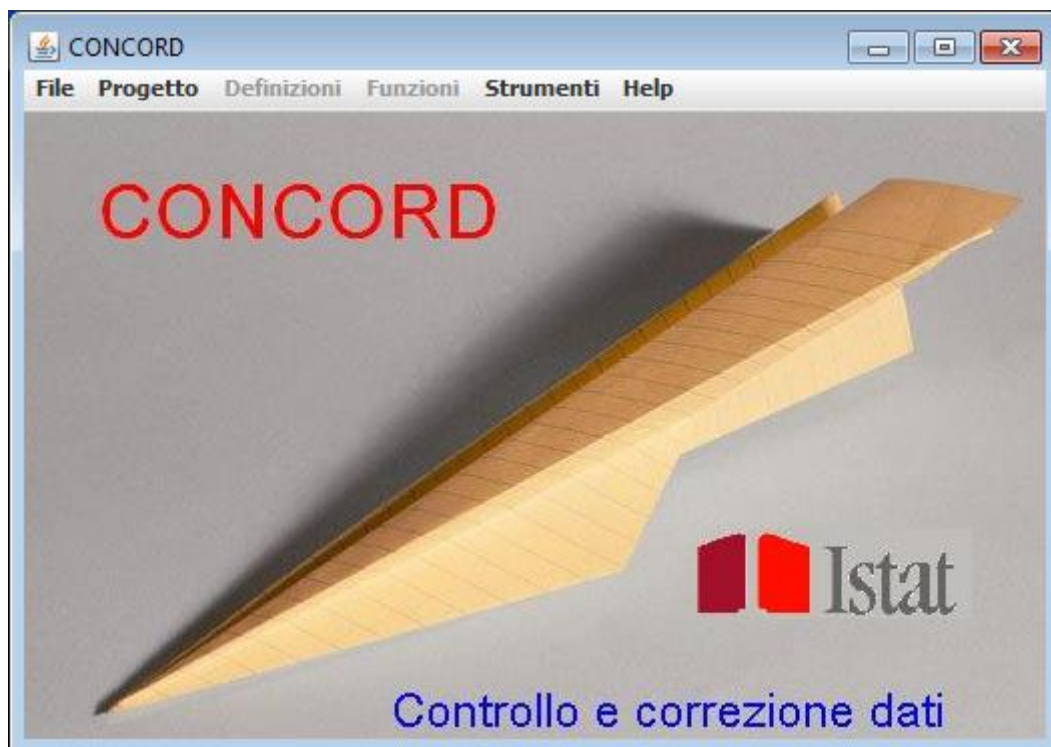 CONCORD
File Progetto Definizioni Funzioni Strumenti Help
CONCORD
Istat
Controllo e correzione dati